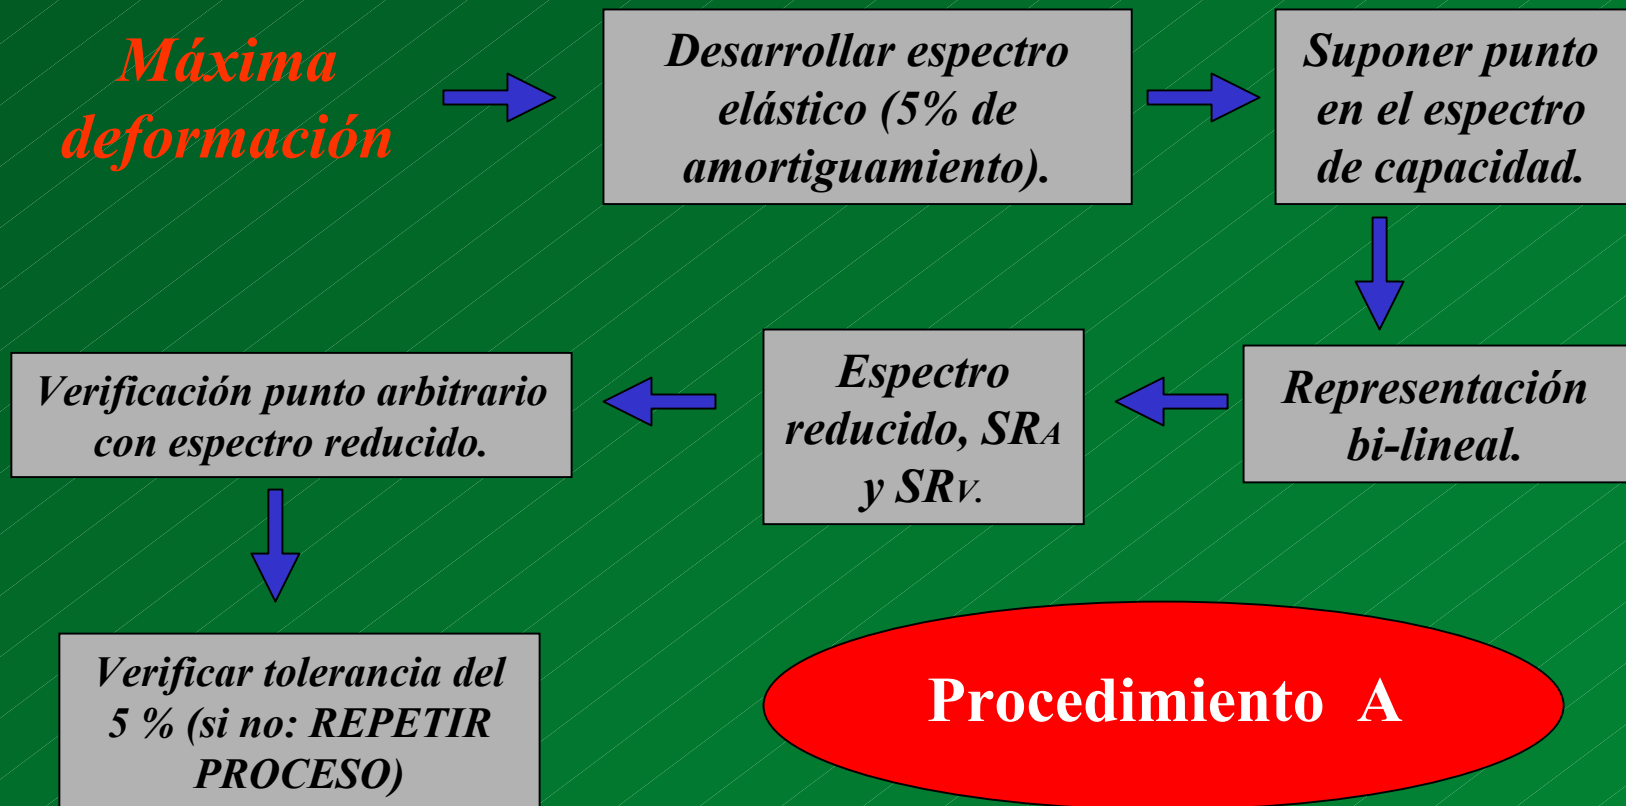 Máxima
deformación
Desarrollar espectro
elástico (5% de
amortiguamiento).
Suponer punto
en el espectro
de capacidad.
Representación
bi-lineal.
Espectro
reducido, SRA
y SRV.
Verificación punto arbitrario
con espectro reducido.
Verificar tolerancia del
5 % (si no: REPETIR
PROCESO)
Procedimiento A